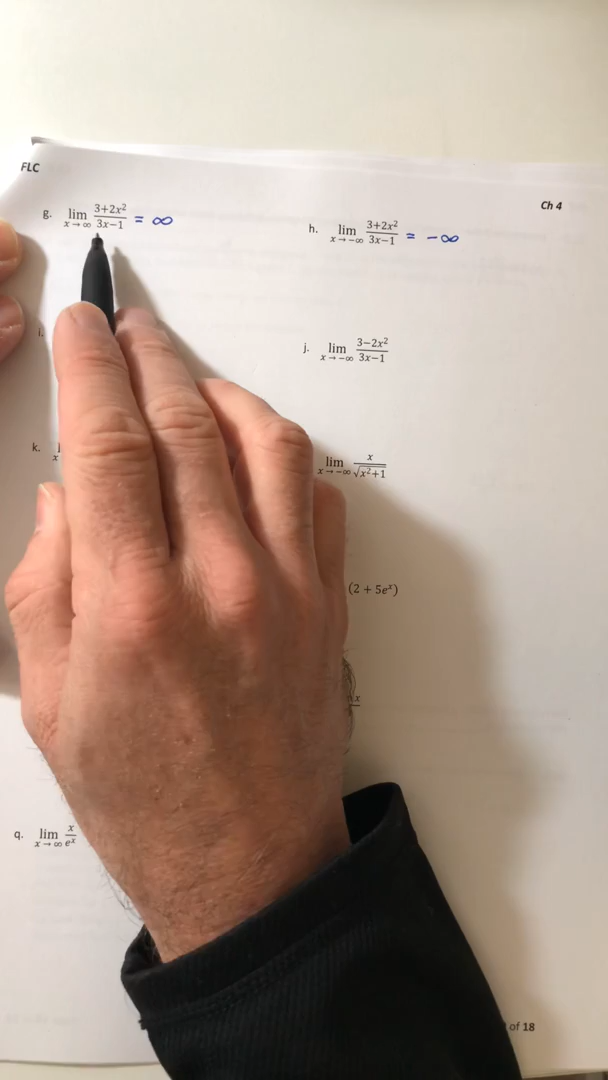 FLC
Ch 4
g. lim x→∞ 3+2x²/3x−1 = ∞
h. lim x→−∞ 3+2x²/3x−1 = −∞
i.
j. lim x→−∞ 3−2x²/3x−1
k.
lim x→−∞ x/√x²+1
(2 + 5eˣ)
x
q. lim x→∞ x/eˣ
of 18